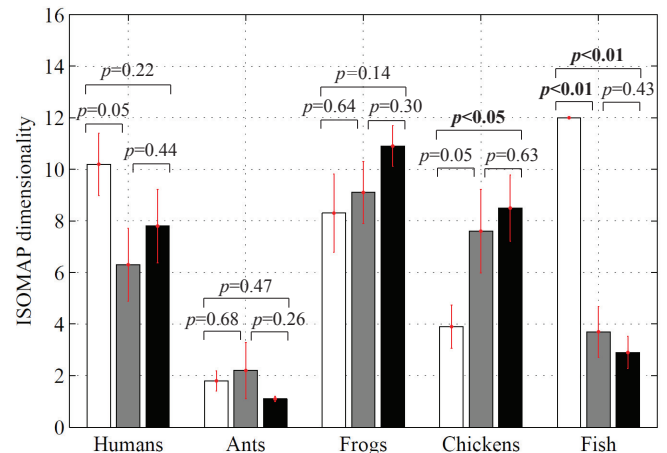 ISOMAP dimensionality
16
14
12
10
8
6
4
2
0
p=0.22
p=0.05
p=0.44
p=0.47
p=0.68
p=0.26
p=0.14
p=0.64
p=0.30
p<0.05
p=0.05
p=0.63
p<0.01
p<0.01
p=0.43
Humans Ants Frogs Chickens Fish